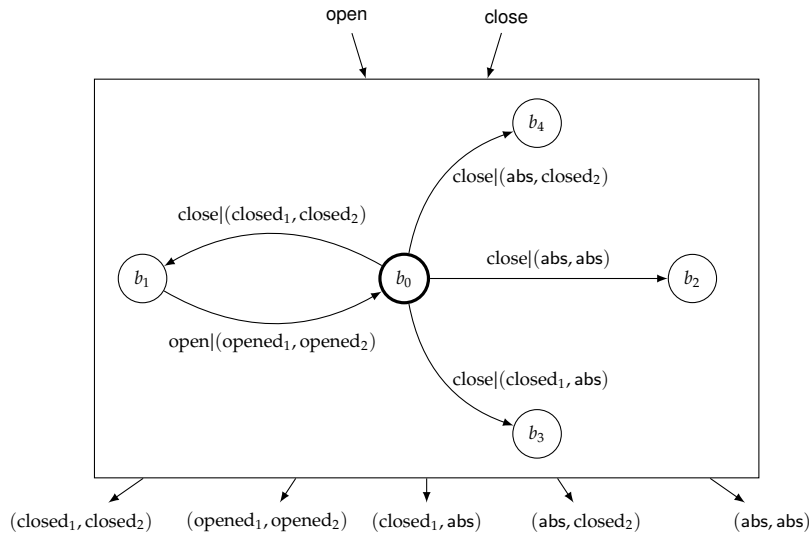 open close
b₄
close|(abs, closed₂)
close|(closed₁, closed₂)
close|(abs, abs)
b₁ b₀ b₂
open|(opened₁, opened₂)
close|(closed₁, abs)
b₃
(closed₁, closed₂) (opened₁, opened₂) (closed₁, abs) (abs, closed₂) (abs, abs)